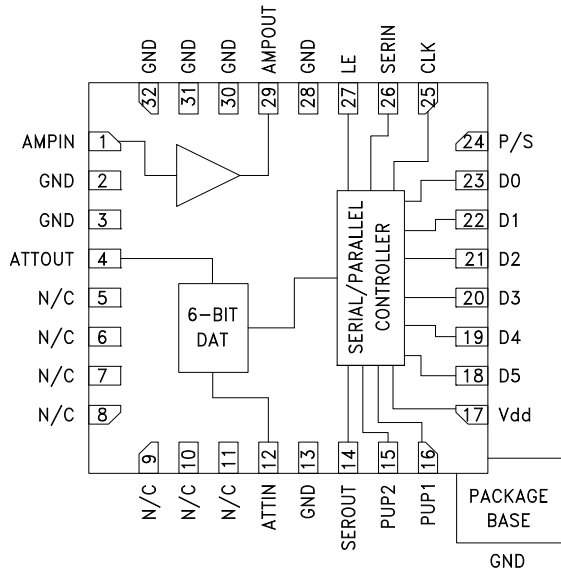 GND
GND
GND
AMPOUT
GND
LE
SERIN
CLK
32
31
30
29
28
27
26
25
AMPIN 1
GND 2
GND 3
ATTOUT 4
N/C 5
N/C 6
N/C 7
N/C 8
6-BIT
DAT
SERIAL/PARALLEL
CONTROLLER
24 P/S
23 D0
22 D1
21 D2
20 D3
19 D4
18 D5
17 Vdd
9
10
11
12
13
14
15
16
N/C
N/C
N/C
ATTIN
GND
SEROUT
PUP2
PUP1
PACKAGE
BASE
GND